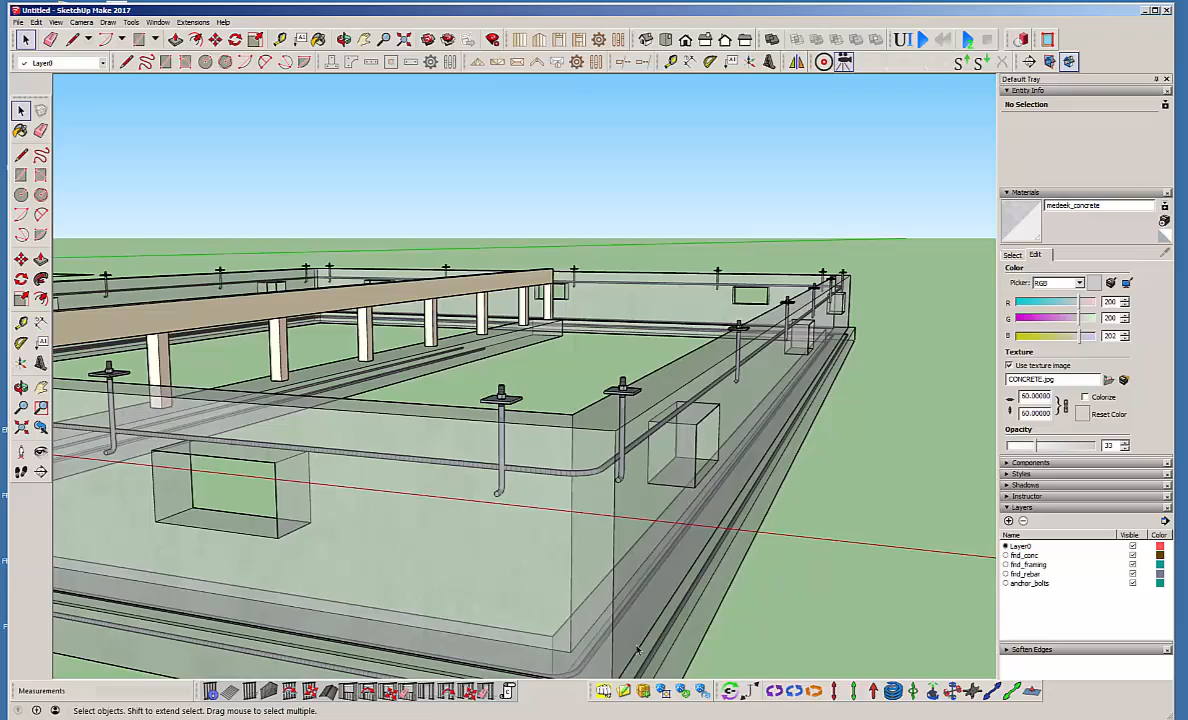 Untitled - SketchUp Make 2017
File Edit View Camera Draw Tools Window Extensions Help
Layer0
Default Tray
Entity Info
No Selection
Materials
medeek_concrete
Select Edit
Color
Picker: RGB
R 200
G 200
B 202
Texture
Use texture image
CONCRETE.jpg
60.00000
Colorize
60.00000
Reset Color
Opacity
33
Components
Styles
Shadows
Instructor
Layers
Name Visible Color
Layer0
fnd_conc
fnd_framing
fnd_rebar
anchor_bolts
Soften Edges
Measurements
Select objects. Shift to extend select. Drag mouse to select multiple.